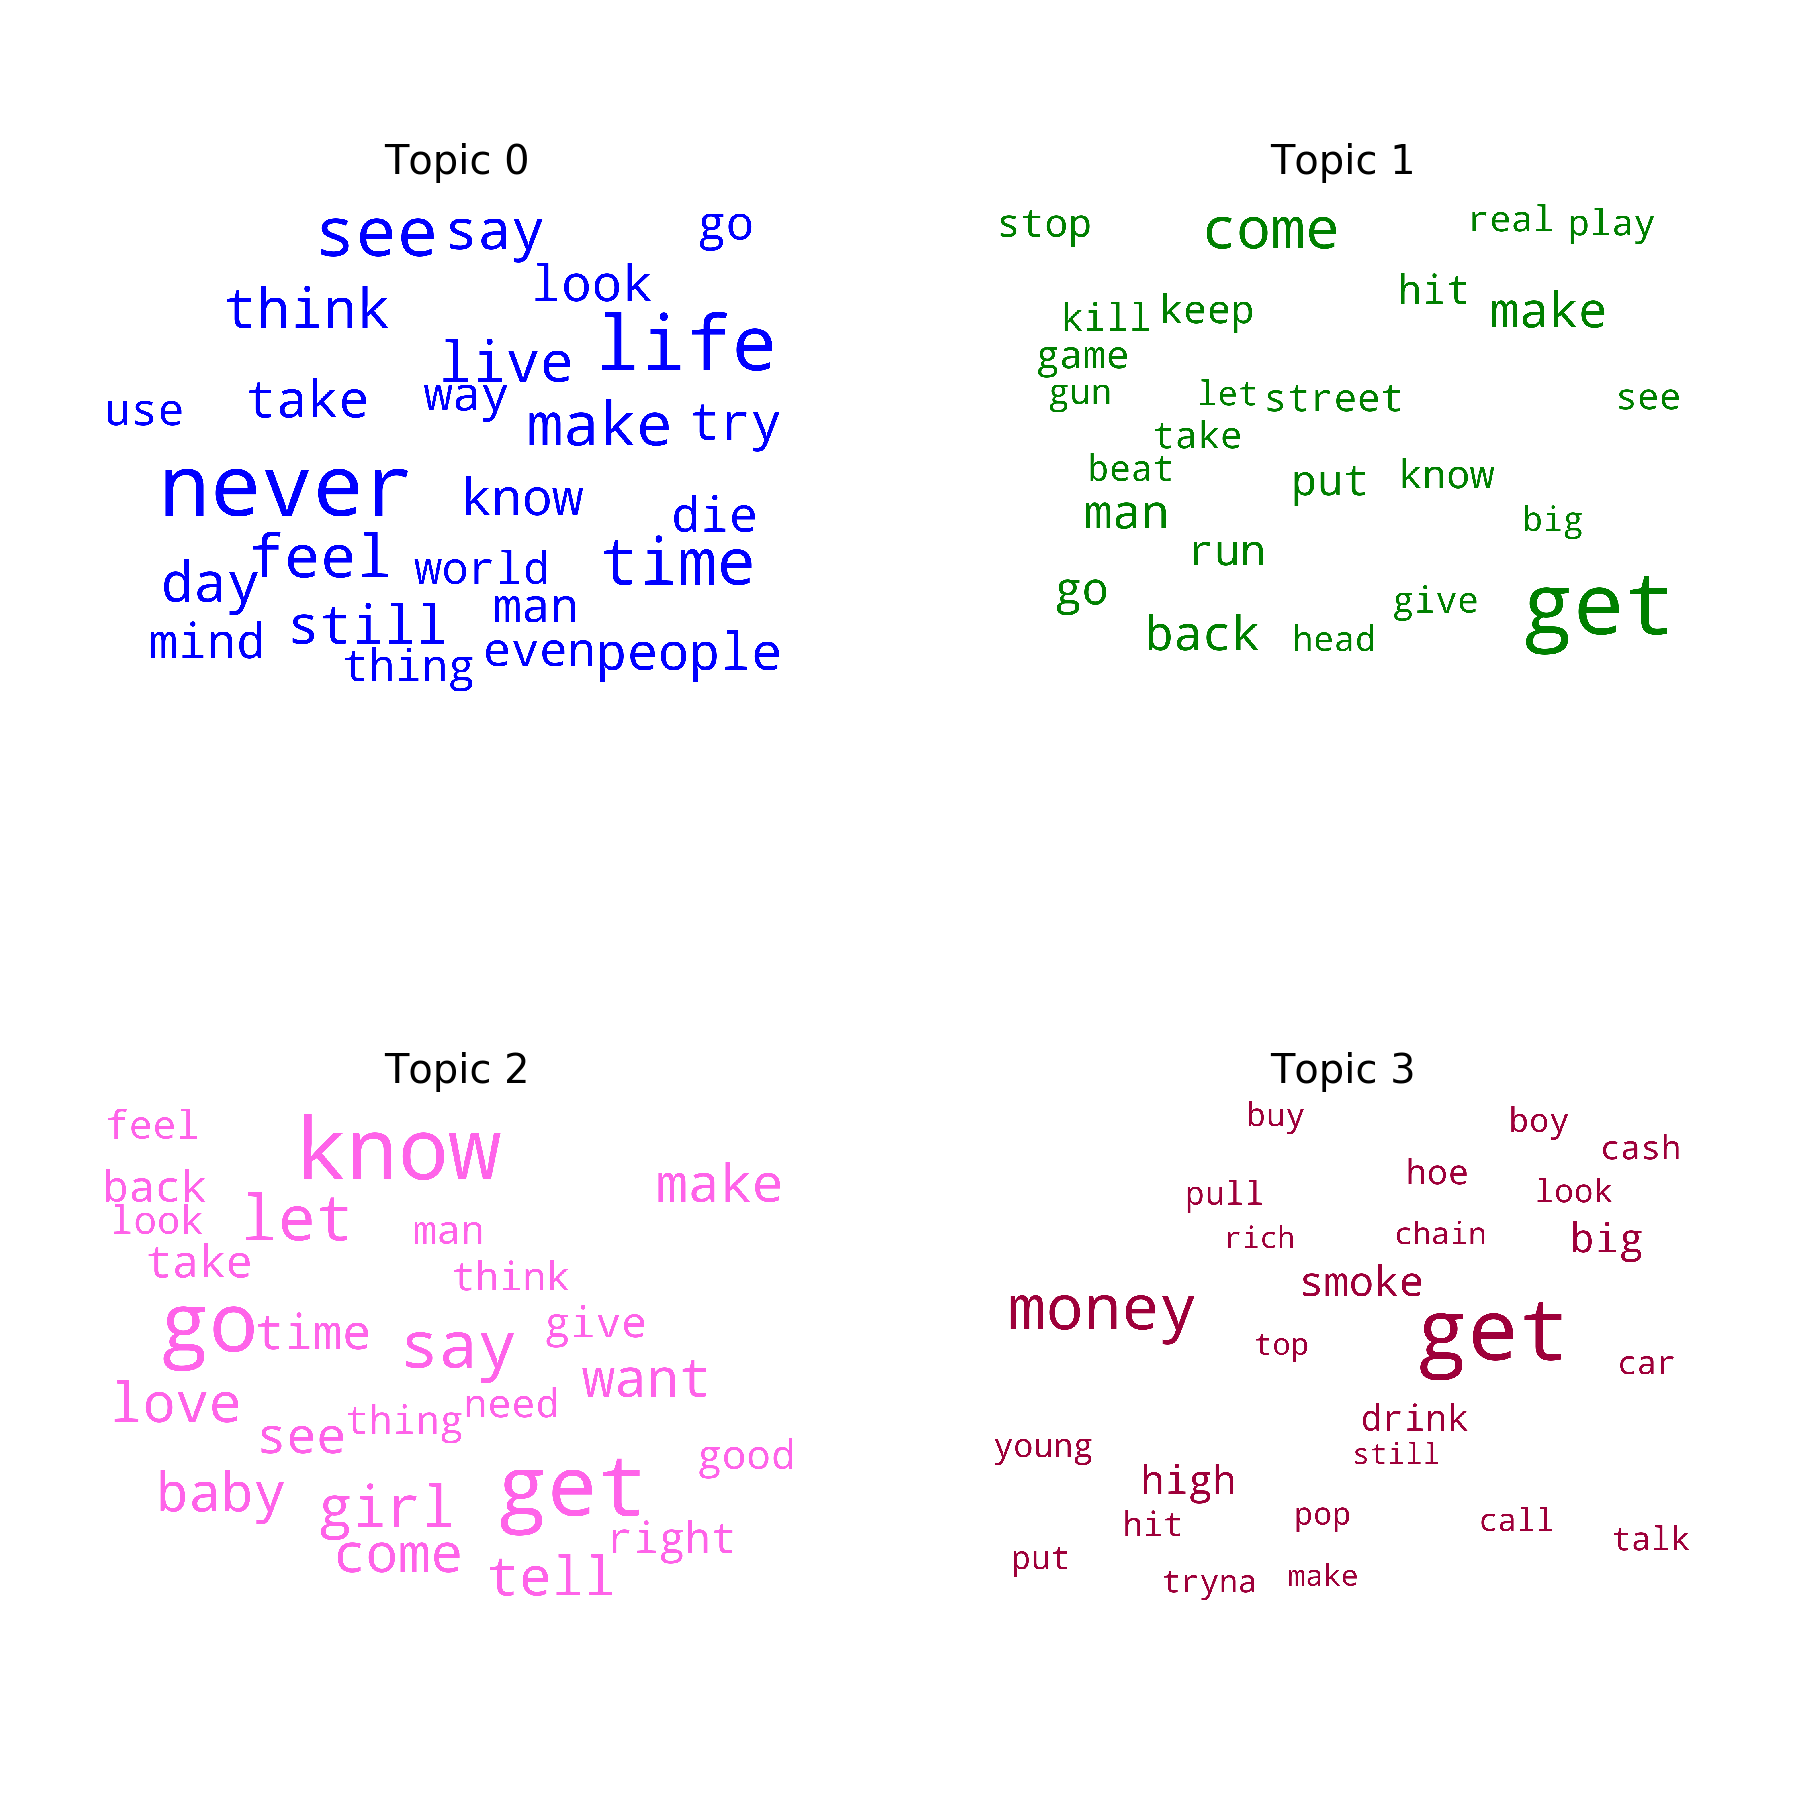 Topic 0
see say go
look
think
life
live
way
use take make try
never know die
feel world time
day
man
mind still
thing even people
Topic 1
stop come real play
hit
kill keep make
game
gun let street see
take
beat put know
man big
run
go give get
back head
Topic 2
feel know
back make
look let man
take think
go time say give
want
love thing need
see good
baby girl get
right
come tell
Topic 3
buy boy
cash
hoe
pull look
rich chain big
smoke
money get
top car
drink
young still
high
hit pop call
talk
put
tryna make